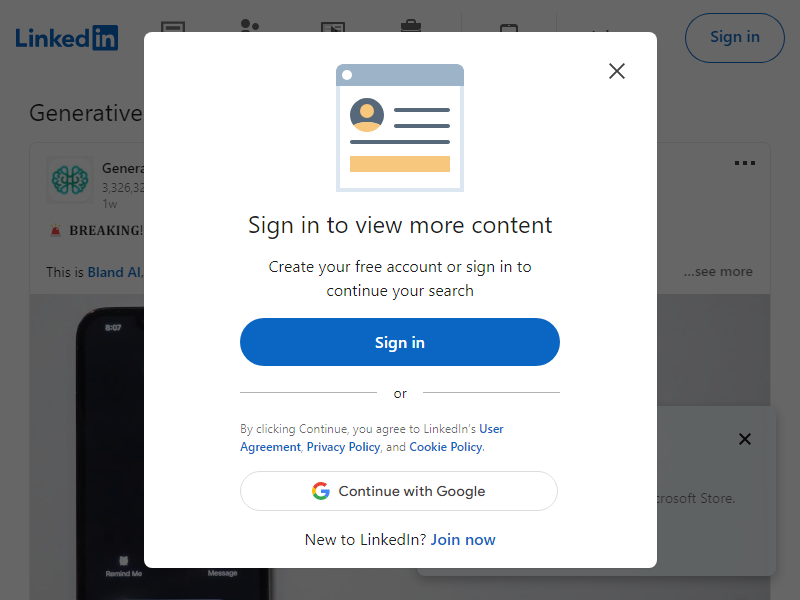 LinkedIn
Sign in
Generative
Genera
3,326,32
1w
BREAKING!
This is Bland AI,
...see more
8:07
Remind Me
Message
Sign in to view more content
Create your free account or sign in to
continue your search
Sign in
or
By clicking Continue, you agree to LinkedIn's User
Agreement, Privacy Policy, and Cookie Policy.
Continue with Google
New to LinkedIn? Join now
crosoft Store.